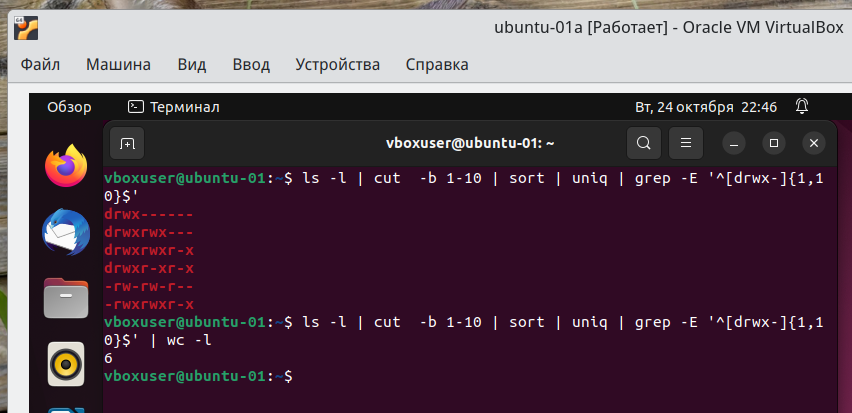 ubuntu-01a [Работает] - Oracle VM VirtualBox
Файл Машина Вид Ввод Устройства Справка
Обзор Терминал Вт, 24 октября 22:46
vboxuser@ubuntu-01: ~
vboxuser@ubuntu-01:~$ ls -l | cut  -b 1-10 | sort | uniq | grep -E '^[drwx-]{1,1
0}$'
drwx------
drwxrwx---
drwxrwxr-x
drwxr-xr-x
-rw-rw-r--
-rwxrwxr-x
vboxuser@ubuntu-01:~$ ls -l | cut  -b 1-10 | sort | uniq | grep -E '^[drwx-]{1,1
0}$' | wc -l
6
vboxuser@ubuntu-01:~$